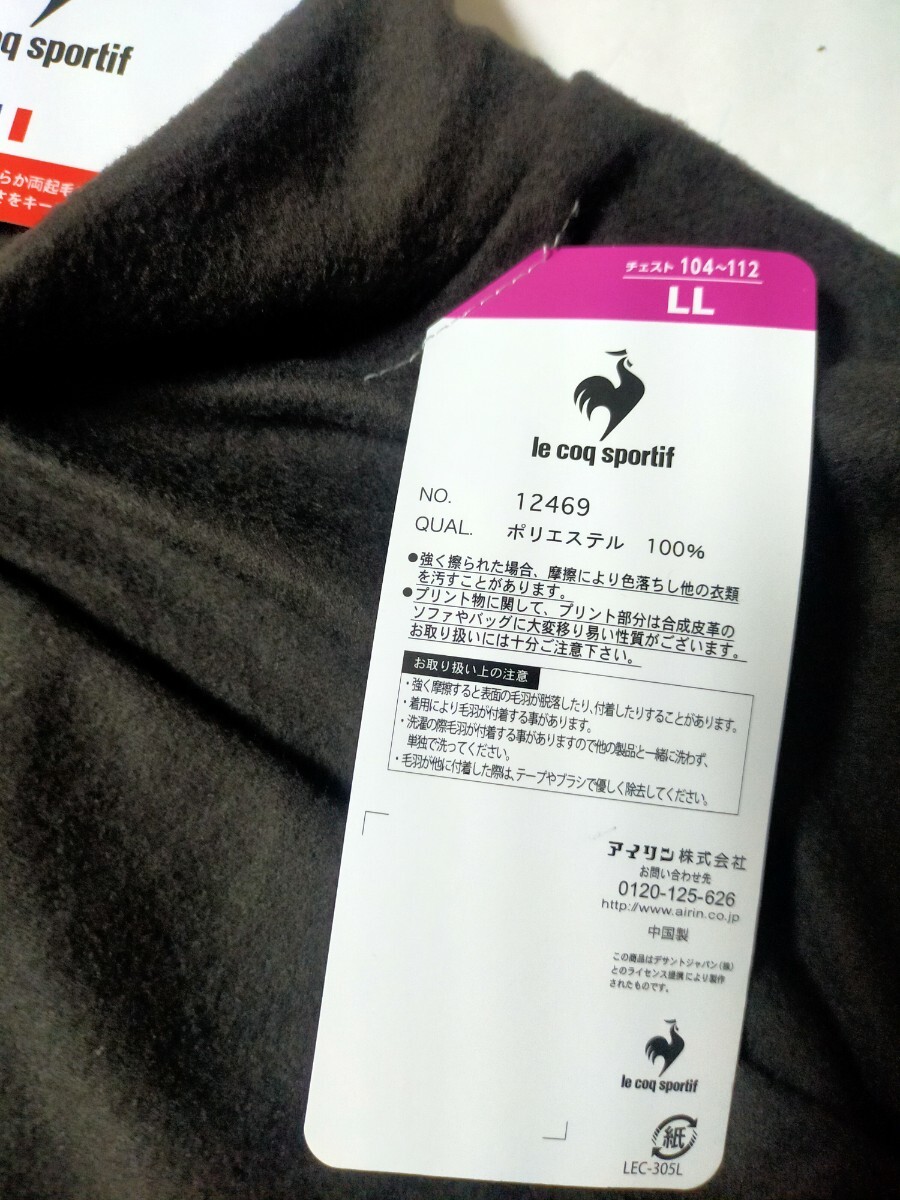 sportif
らか両起毛
さをキー
チェスト 104~112
LL
le coq sportif
NO. 12469
QUAL. ポリエステル 100%
●強く擦られた場合、摩擦により色落ちし他の衣類
を汚すことがあります。
●プリント物に関して、プリント部分は合成皮革の
ソファやバッグに大変移り易い性質がございます。
お取り扱いには十分ご注意下さい。
お取り扱い上の注意
・強く摩擦すると表面の毛羽が脱落したり、付着したりすることがあります。
・着用により毛羽が付着する事があります。
・洗濯の際毛羽が付着する事がありますので他の製品と一緒に洗わず、
単独で洗ってください。
・毛羽が他に付着した際は、テープやブラシで優しく除去してください。
アイリン株式会社
お問い合わせ先
0120-125-626
http://www.airin.co.jp
中国製
この商品はデサントジャパン(株)
とのライセンス提携により製作
されたものです。
le coq sportif
紙
LEC-305L